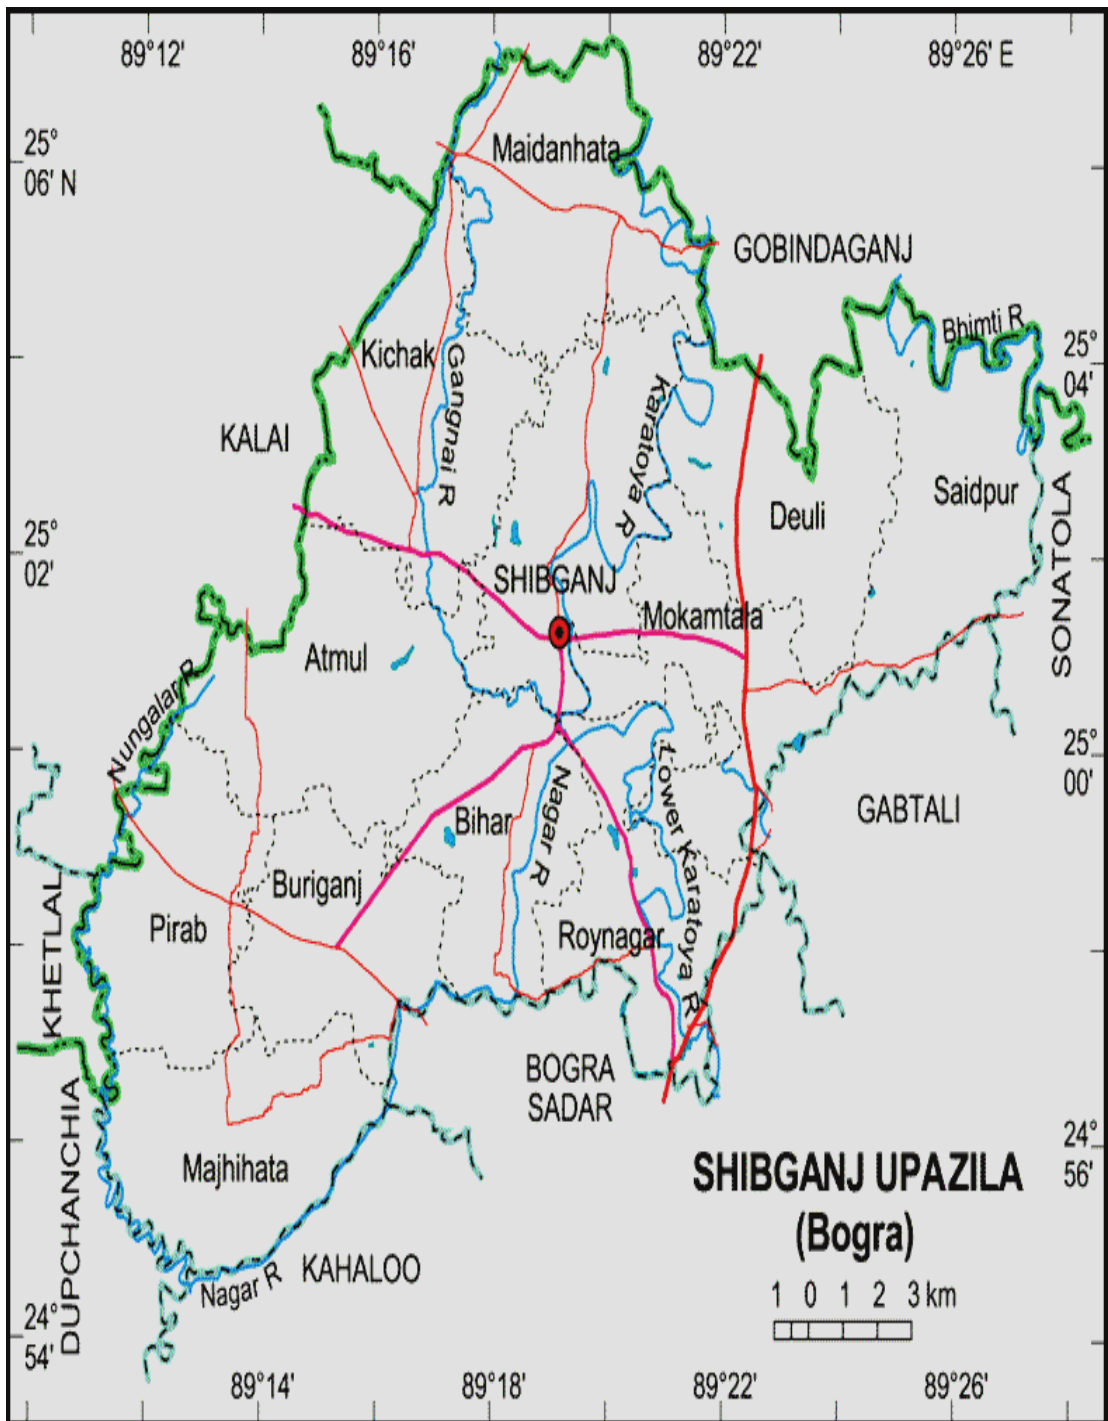 89°12'
89°16'
89°22'
89°26' E
25°
06' N
Maidanhata
GOBINDAGANJ
Bhimti R
25°
04'
Kichak
Gangnai R
Karatoya R
KALAI
Saidpur
Deuli
SONATOLA
25°
02'
SHIBGANJ
Mokamtala
Atmul
Nungalar R
25°
00'
Lower Karatoya R
Nagar R
GABTALI
Bihar
Buriganj
Pirab
Roynagar
KHETLAL
BOGRA
SADAR
DUPCHANCHIA
Majhihata
24°
56'
SHIBGANJ UPAZILA
(Bogra)
KAHALOO
Nagar R
1 0 1 2 3 km
24°
54'
89°14'
89°18'
89°22'
89°26'